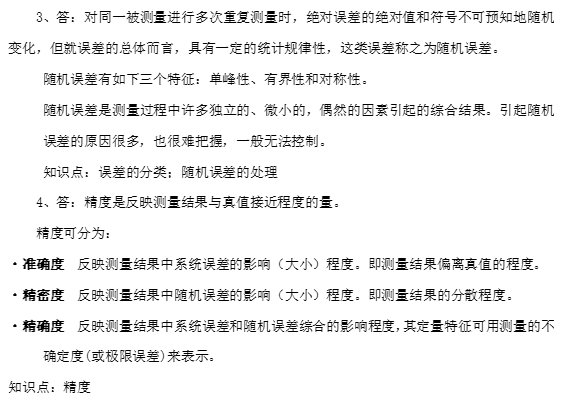 3、答：对同一被测量进行多次重复测量时，绝对误差的绝对值和符号不可预知地随机
变化，但就误差的总体而言，具有一定的统计规律性，这类误差称之为随机误差。
随机误差有如下三个特征：单峰性、有界性和对称性。
随机误差是测量过程中许多独立的、微小的，偶然的因素引起的综合结果。引起随机
误差的原因很多，也很难把握，一般无法控制。
知识点：误差的分类；随机误差的处理
4、答：精度是反映测量结果与真值接近程度的量。
精度可分为：
·准确度 反映测量结果中系统误差的影响（大小）程度。即测量结果偏离真值的程度。
·精密度 反映测量结果中随机误差的影响（大小）程度。即测量结果的分散程度。
·精确度 反映测量结果中系统误差和随机误差综合的影响程度,其定量特征可用测量的不
确定度(或极限误差)来表示。
知识点：精度